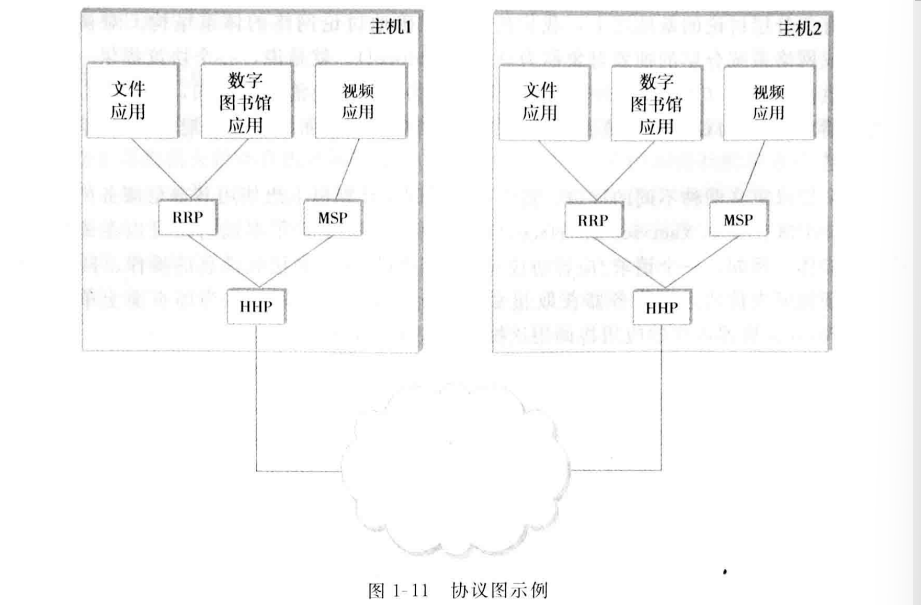 主机1
文件
应用
数字
图书馆
应用
视频
应用
RRP
MSP
HHP
主机2
文件
应用
数字
图书馆
应用
视频
应用
RRP
MSP
HHP
图 1-11 协议图示例